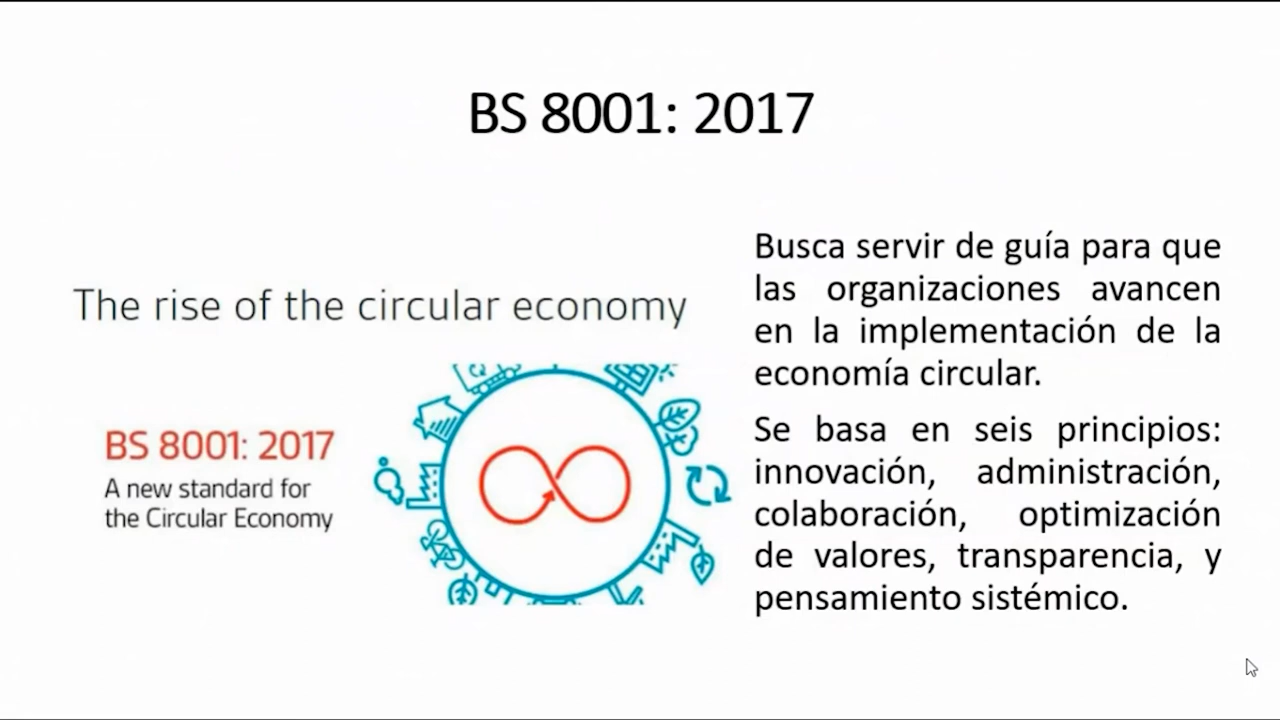 BS 8001: 2017
The rise of the circular economy
BS 8001: 2017
A new standard for
the Circular Economy
Busca servir de guía para que
las organizaciones avancen
en la implementación de la
economía circular.
Se basa en seis principios:
innovación, administración,
colaboración, optimización
de valores, transparencia, y
pensamiento sistémico.